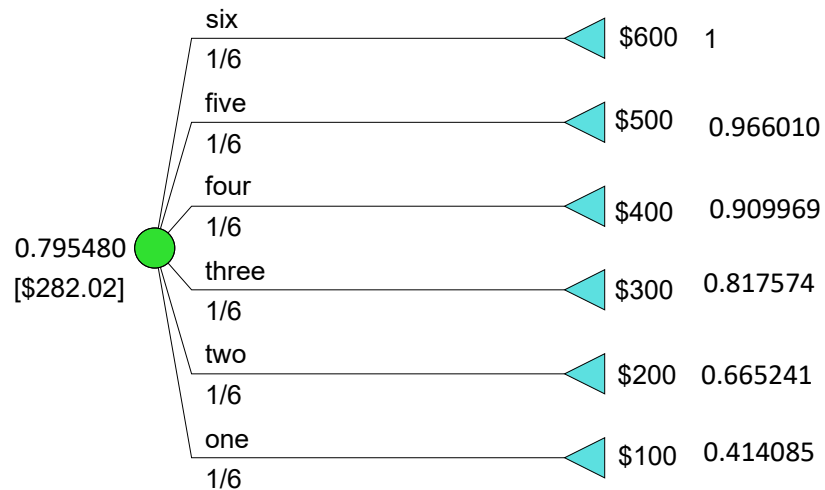 six
1/6
$600 1
five
1/6
$500 0.966010
four
1/6
$400 0.909969
0.795480
[$282.02]
three
1/6
$300 0.817574
two
1/6
$200 0.665241
one
1/6
$100 0.414085